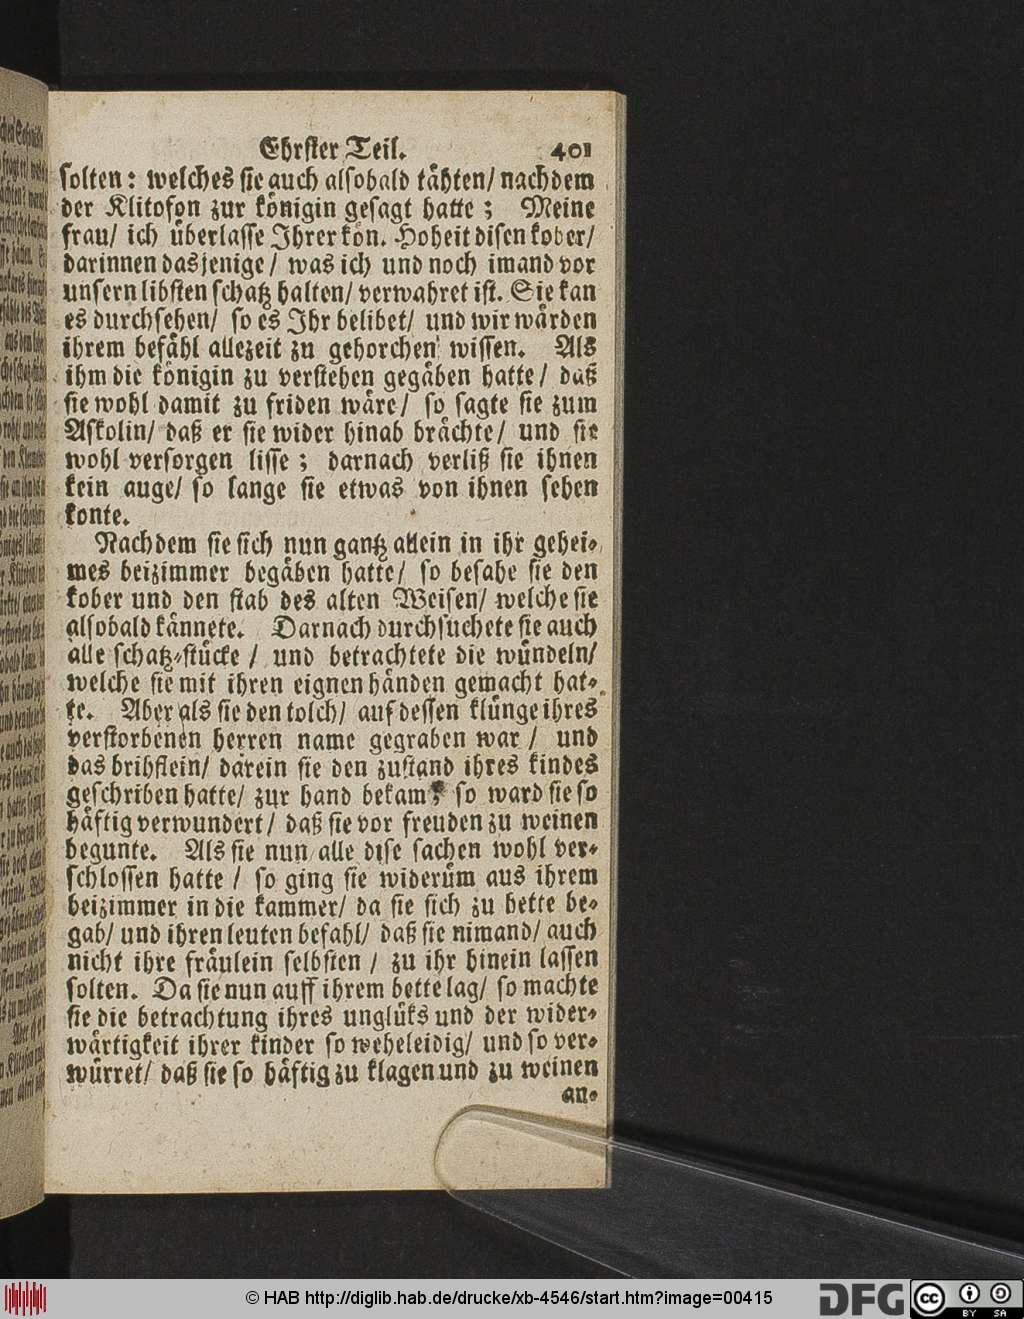 Ehrster Teil. 401
solten: welches sie auch alsobald tähten/ nachdem
der Klitofon zur königin gesagt hatte; Meine
frau/ ich überlasse Ihrer kön. Hoheit disen kober/
darinnen dasjenige/ was ich und noch imand vor
unsern libsten schatz halten/ verwahret ist. Sie kan
es durchsehen/ so es Ihr belibet/ und wir wärden
ihrem befähl allezeit zu gehorchen wissen. Als
ihm die königin zu verstehen gegäben hatte/ daß
sie wohl damit zu friden wäre/ so sagte sie zum
Askolin/ daß er sie wider hinab brächte/ und sie
wohl versorgen lisse; darnach verliß sie ihnen
kein auge/ so lange sie etwas von ihnen sehen
konte.
Nachdem sie sich nun gantz allein in ihr gehei-
mes beizimmer begäben hatte/ so besahe sie den
kober und den stab des alten Weisen/ welche sie
alsobald kännete. Darnach durchsuchete sie auch
alle schatz-stücke/ und betrachtete die wündeln/
welche sie mit ihren eignen händen gemacht hat-
te. Aber als sie den tolch/ auf dessen klünge ihres
verstorbenen herren name gegraben war/ und
das brihflein/ darein sie den zustand ihres kindes
geschriben hatte/ zur hand bekam; so ward sie so
häftig verwundert/ daß sie vor freuden zu weinen
begunte. Als sie nun alle dise sachen wohl ver-
schlossen hatte/ so ging sie widerüm aus ihrem
beizimmer in die kammer/ da sie sich zu bette be-
gab/ und ihren leuten befahl/ daß sie nimand/ auch
nicht ihre fräulein selbsten/ zu ihr hinein lassen
solten. Da sie nun auff ihrem bette lag/ so machte
sie die betrachtung ihres unglüks und der wider-
wärtigkeit ihrer kinder so weheleidig/ und so ver-
würret/ daß sie so häftig zu klagen und zu weinen
an-
© HAB http://diglib.hab.de/drucke/xb-4546/start.htm?image=00415
DFG cc BY SA